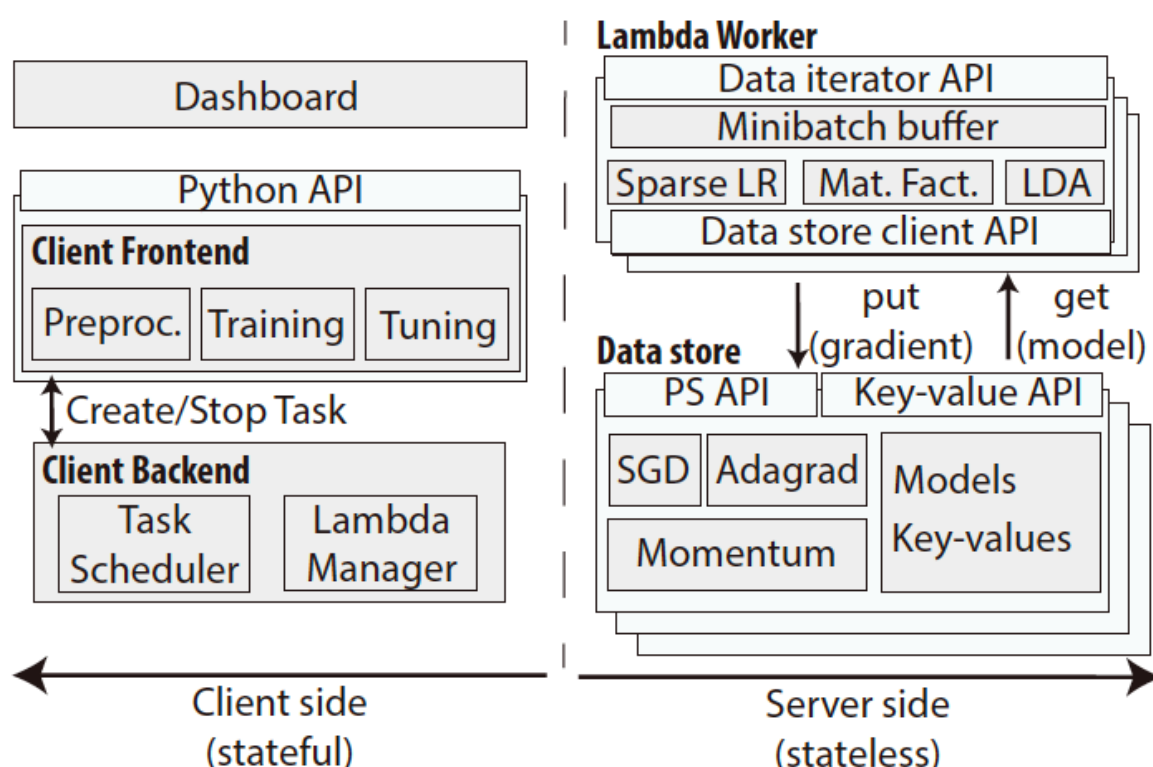 Dashboard
Python API
Client Frontend
Preproc.
Training
Tuning
Create/Stop Task
Client Backend
Task
Scheduler
Lambda
Manager
Client side
(stateful)
Lambda Worker
Data iterator API
Minibatch buffer
Sparse LR
Mat. Fact.
LDA
Data store client API
put
(gradient)
get
(model)
Data store
PS API
Key-value API
SGD
Adagrad
Momentum
Models
Key-values
Server side
(stateless)